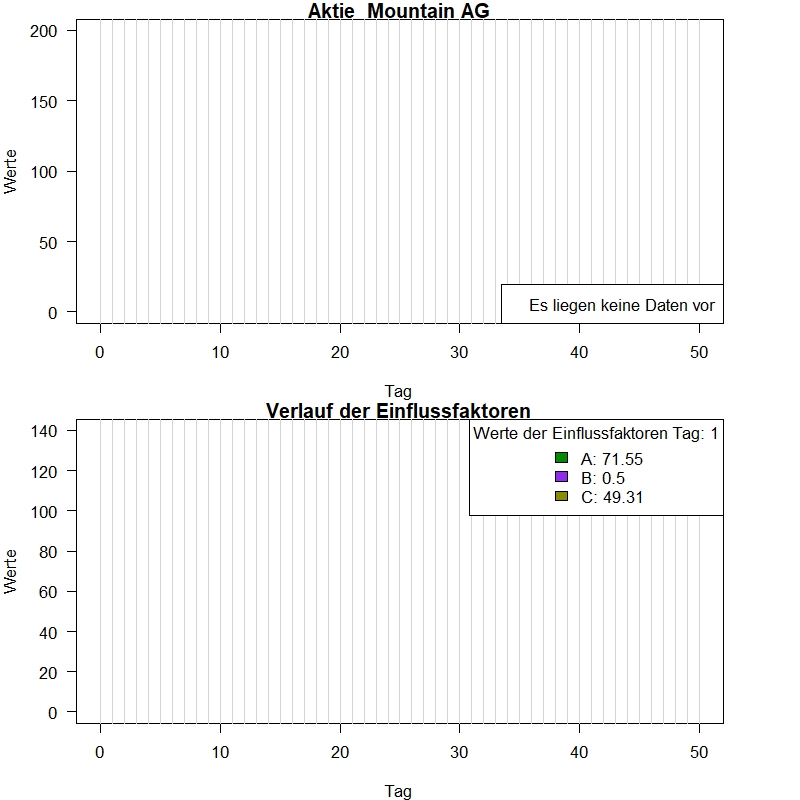 Aktie  Mountain AG
Werte
200
150
100
50
0
Es liegen keine Daten vor
0 10 20 30 40 50
Tag
Verlauf der Einflussfaktoren
Werte
140
120
100
80
60
40
20
0
Werte der Einflussfaktoren Tag: 1
A: 71.55
B: 0.5
C: 49.31
0 10 20 30 40 50
Tag